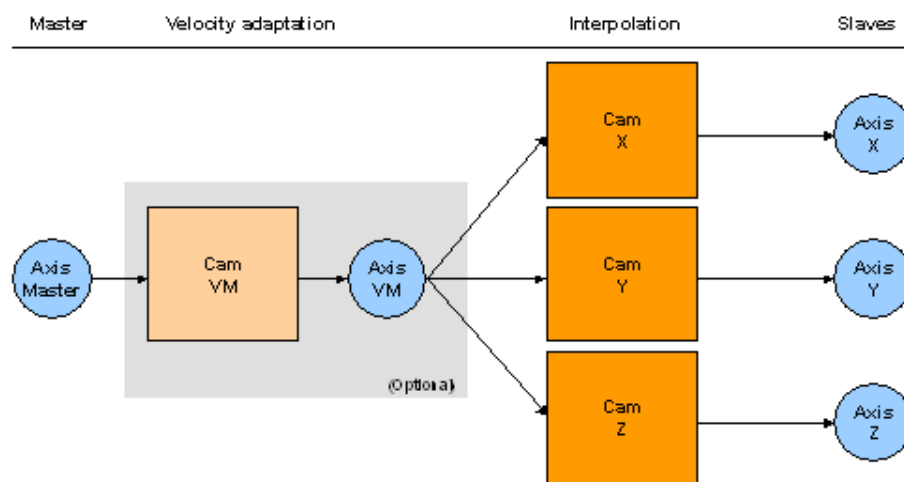 Master Velocity adaptation Interpolation Slaves
Cam
X
Axis
X
Axis
Master
Cam
VM
Axis
VM
Cam
Y
Axis
Y
(Optional)
Cam
Z
Axis
Z